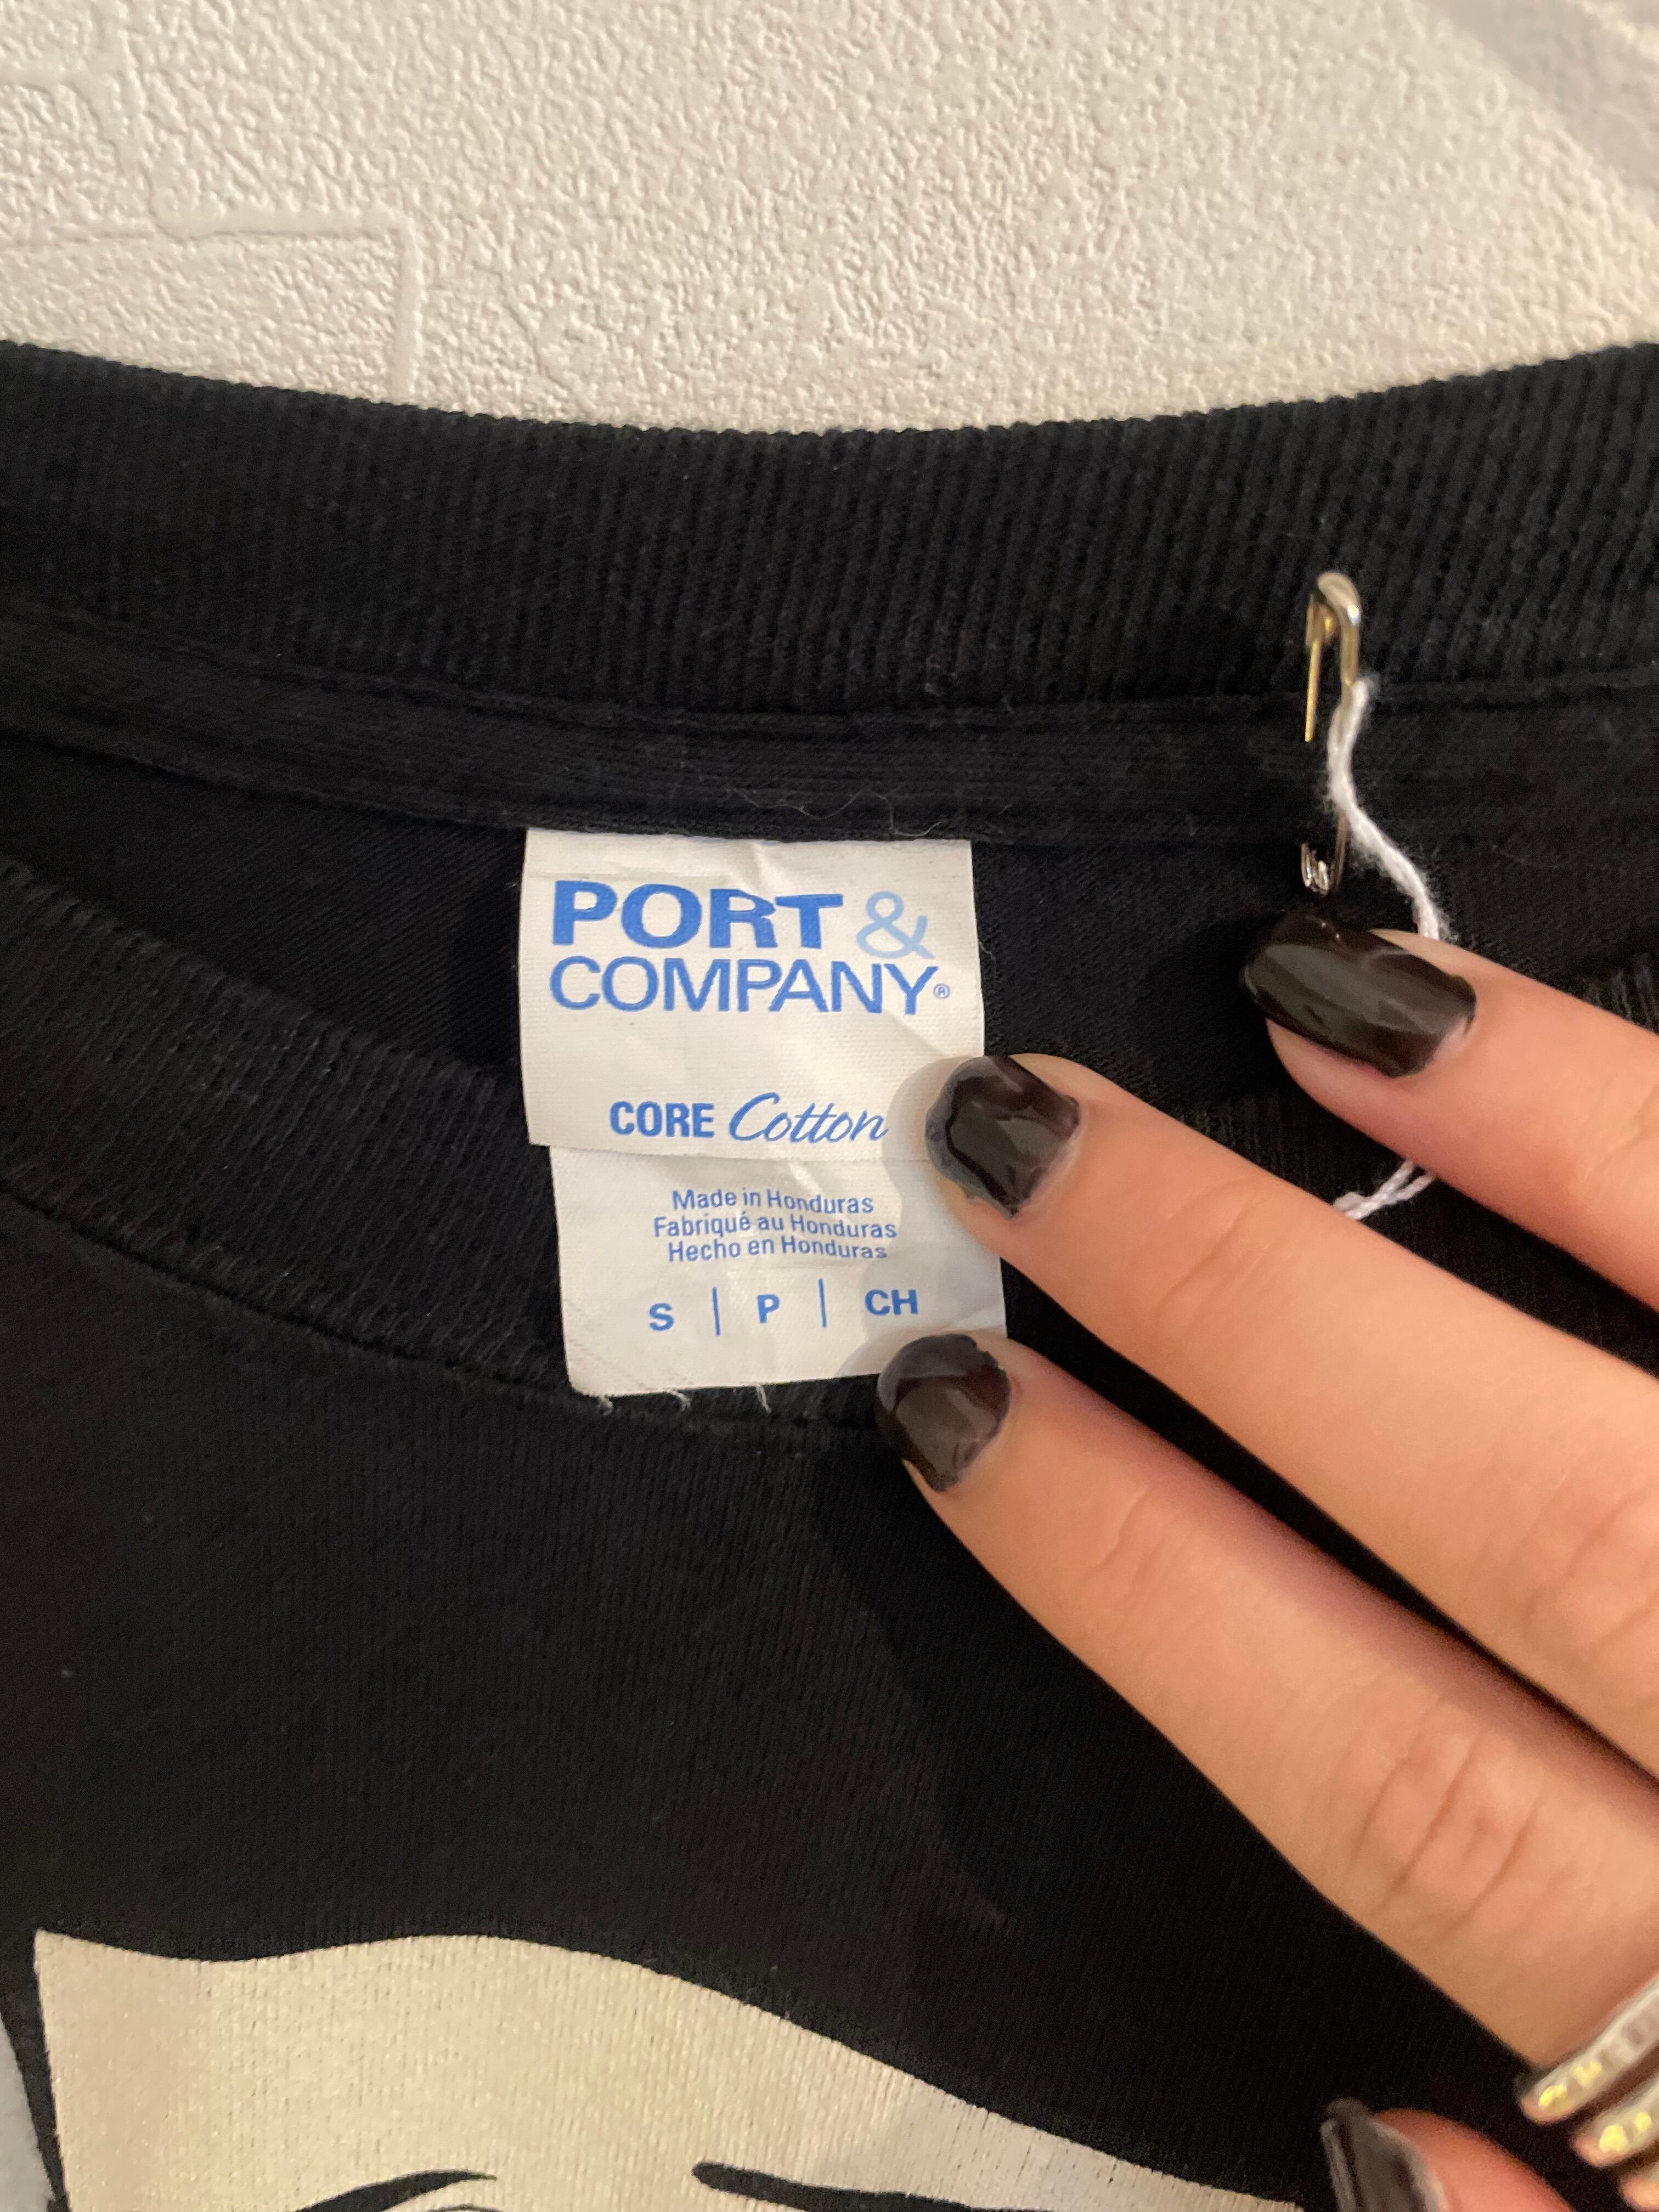 PORT &
COMPANY®
CORE Cotton
Made in Honduras
Fabriqué au Honduras
Hecho en Honduras
S | P | CH